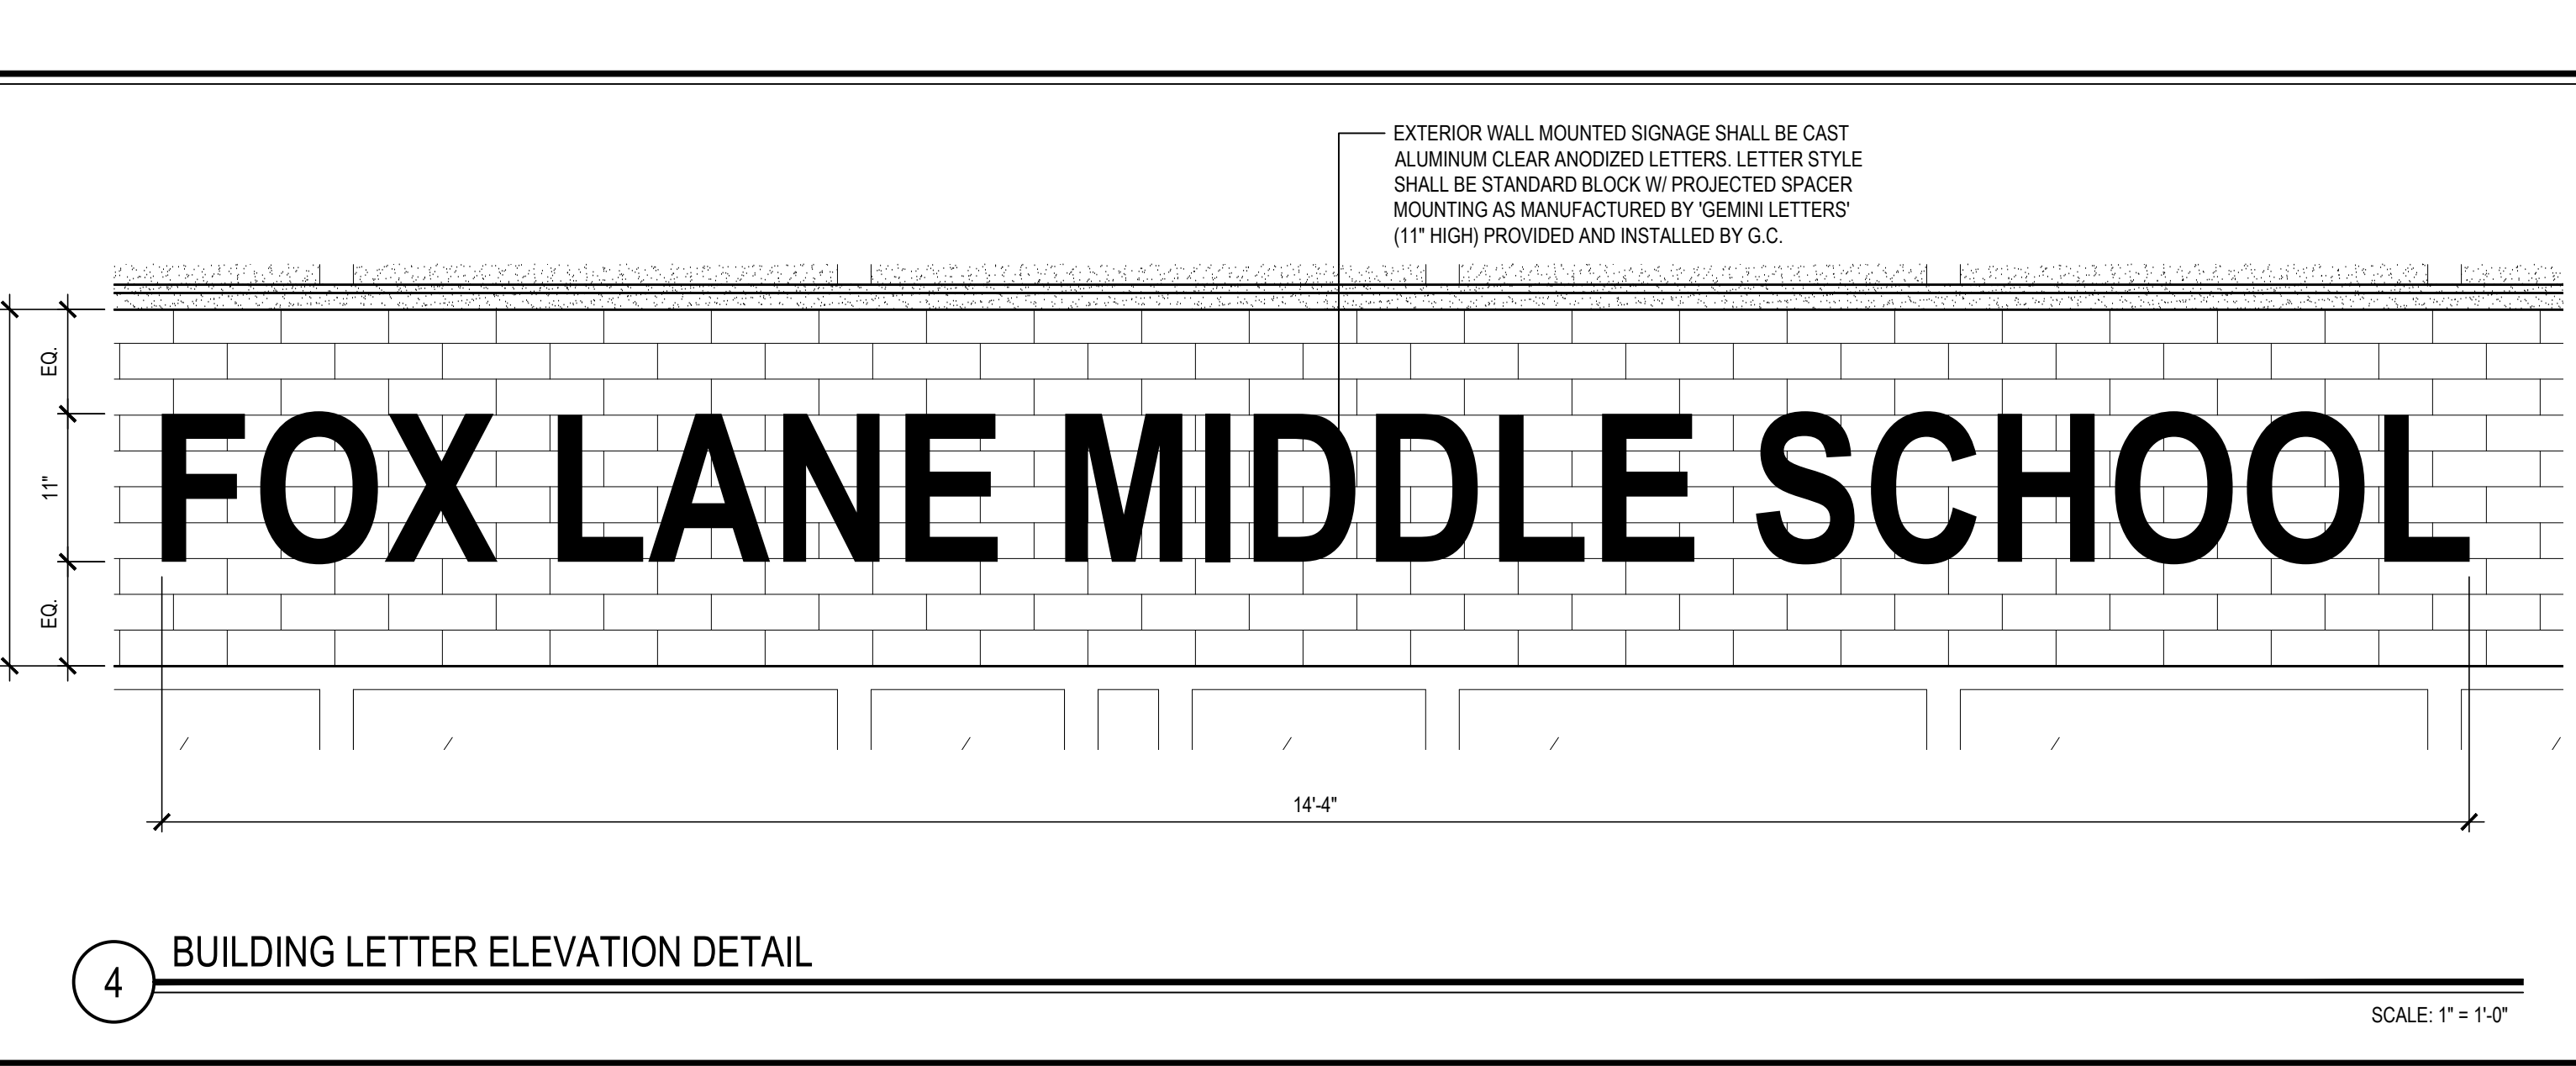 EXTERIOR WALL MOUNTED SIGNAGE SHALL BE CAST
ALUMINUM CLEAR ANODIZED LETTERS. LETTER STYLE
SHALL BE STANDARD BLOCK W/ PROJECTED SPACER
MOUNTING AS MANUFACTURED BY 'GEMINI LETTERS'
(11" HIGH) PROVIDED AND INSTALLED BY G.C.
EQ.
11"
EQ.
FOX LANE MIDDLE SCHOOL
14'-4"
4
BUILDING LETTER ELEVATION DETAIL
SCALE: 1" = 1'-0"